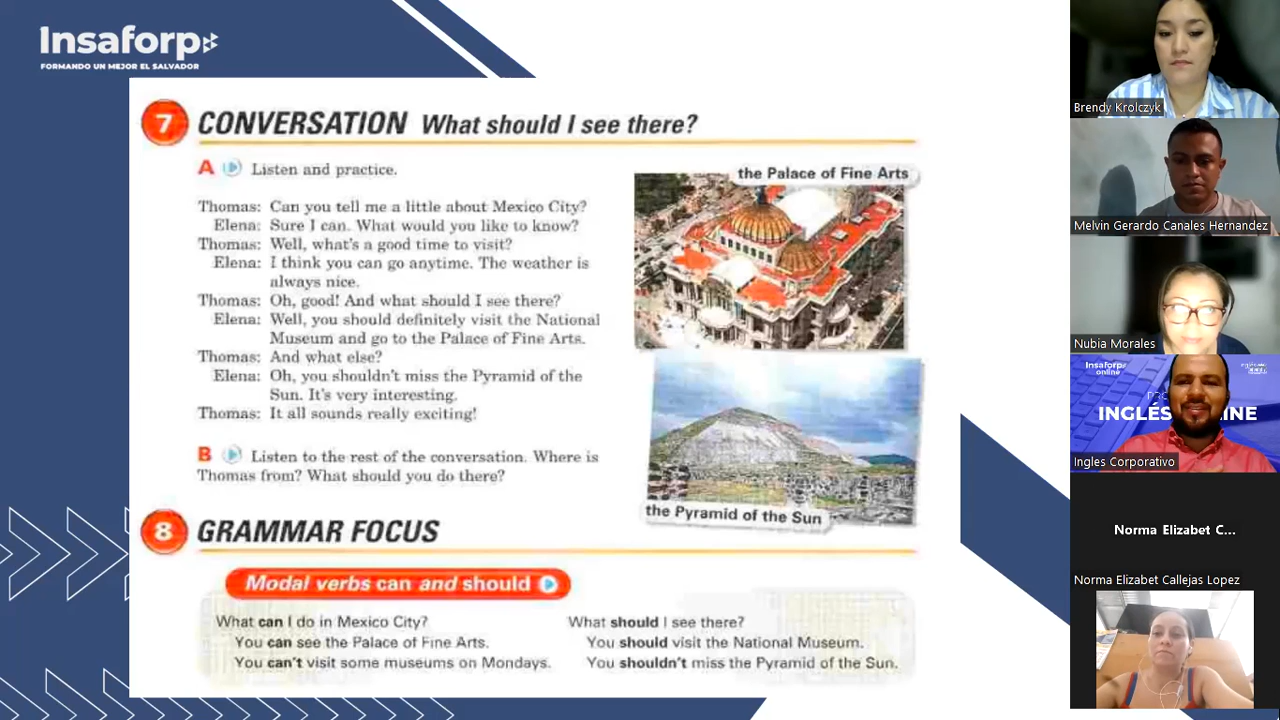 Insaforp
FORMANDO UN MEJOR EL SALVADOR
7 CONVERSATION What should I see there?
A Listen and practice.
Thomas: Can you tell me a little about Mexico City?
Elena: Sure I can. What would you like to know?
Thomas: Well, what's a good time to visit?
Elena: I think you can go anytime. The weather is
always nice.
Thomas: Oh, good! And what should I see there?
Elena: Well, you should definitely visit the National
Museum and go to the Palace of Fine Arts.
Thomas: And what else?
Elena: Oh, you shouldn't miss the Pyramid of the
Sun. It's very interesting.
Thomas: It all sounds really exciting!
B Listen to the rest of the conversation. Where is
Thomas from? What should you do there?
the Palace of Fine Arts
the Pyramid of the Sun
8 GRAMMAR FOCUS
Modal verbs can and should
What can I do in Mexico City?
You can see the Palace of Fine Arts.
You can't visit some museums on Mondays.
What should I see there?
You should visit the National Museum.
You shouldn't miss the Pyramid of the Sun.
Brendy Krolczyk
Melvin Gerardo Canales Hernandez
Nubia Morales
Insaforp
online
INGLÉS
INE
Ingles Corporativo
Norma Elizabet C...
Norma Elizabet Callejas Lopez